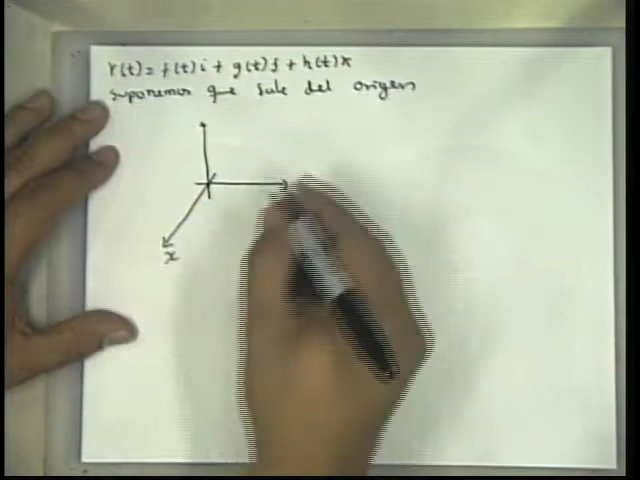 r(t) = f(t)i + g(t)j + h(t)k
suponemos que sale del origen
x